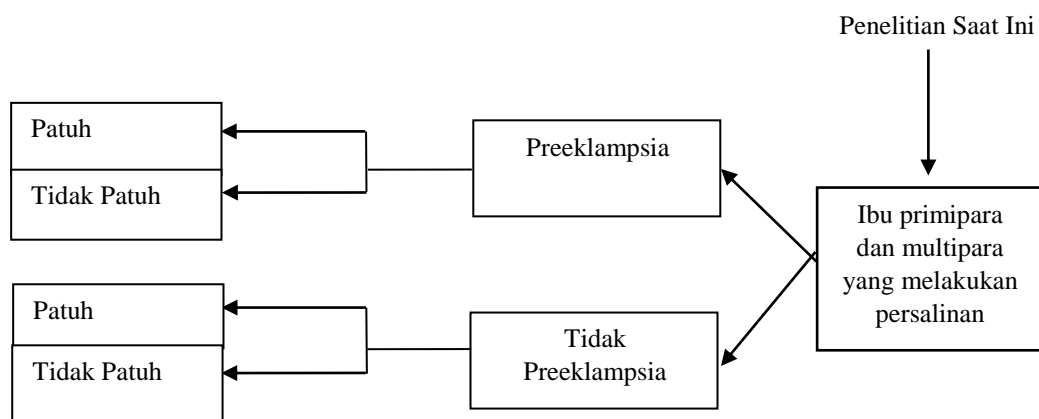 Penelitian Saat Ini
Patuh
Tidak Patuh
Preeklampsia
Ibu primipara
dan multipara
yang melakukan
persalinan
Patuh
Tidak Patuh
Tidak
Preeklampsia